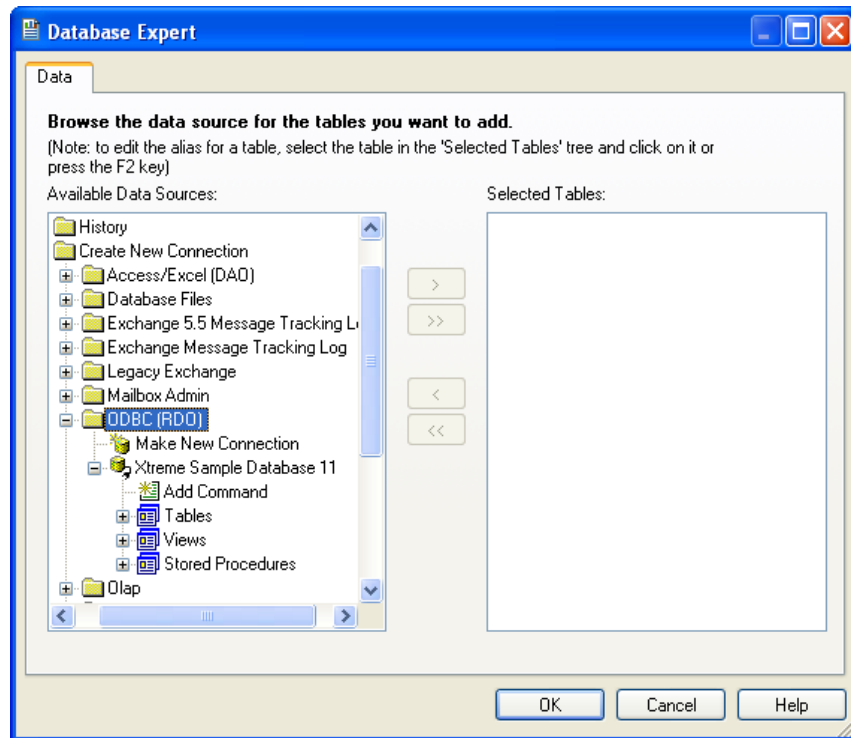 Database Expert
Data
Browse the data source for the tables you want to add.
(Note: to edit the alias for a table, select the table in the 'Selected Tables' tree and click on it or
press the F2 key)
Available Data Sources:
Selected Tables:
History
Create New Connection
Access/Excel (DAO)
Database Files
Exchange 5.5 Message Tracking L
Exchange Message Tracking Log
Legacy Exchange
Mailbox Admin
ODBC (RDO)
Make New Connection
Xtreme Sample Database 11
Add Command
Tables
Views
Stored Procedures
Olap
>
>>
<
<<
OK
Cancel
Help